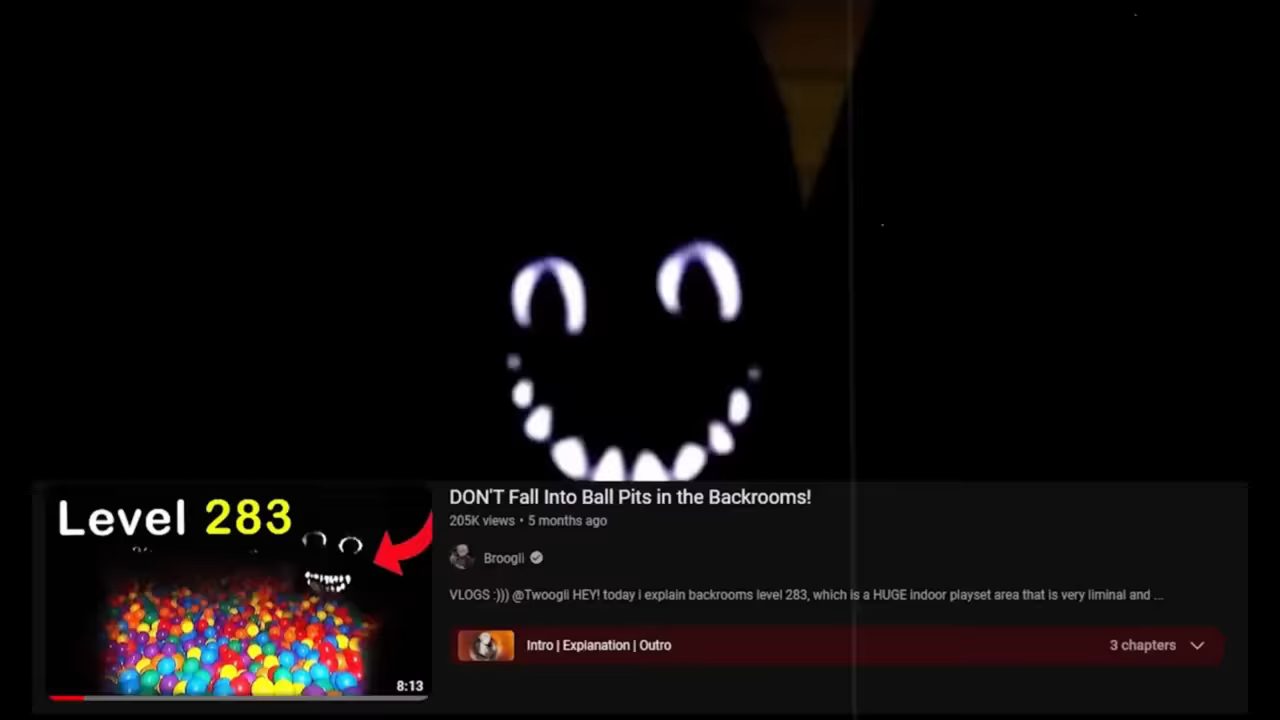 Level 283
8:13
DON'T Fall Into Ball Pits in the Backrooms!
205K views • 5 months ago
Broogli
VLOGS :))) @Twoogli HEY! today i explain backrooms level 283, which is a HUGE indoor playset area that is very liminal and ...
Intro | Explanation | Outro
3 chapters